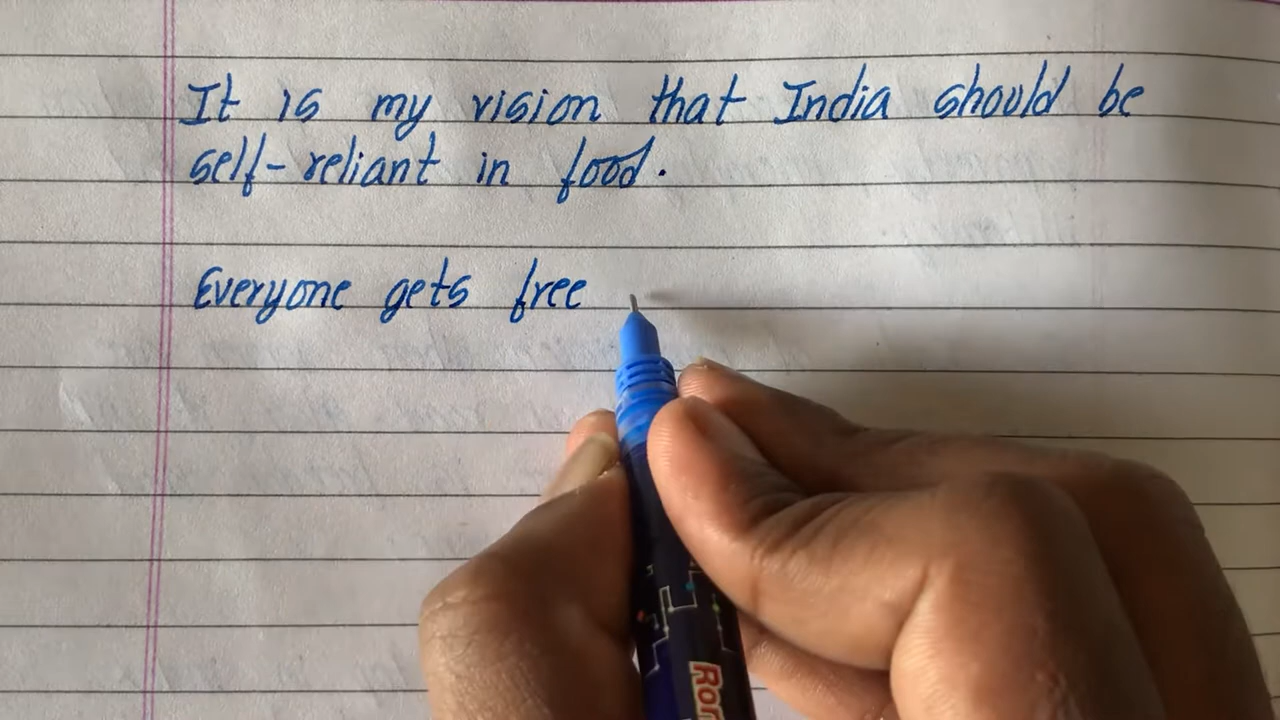 It is my vision that India should be
self-reliant in food.
Everyone gets free